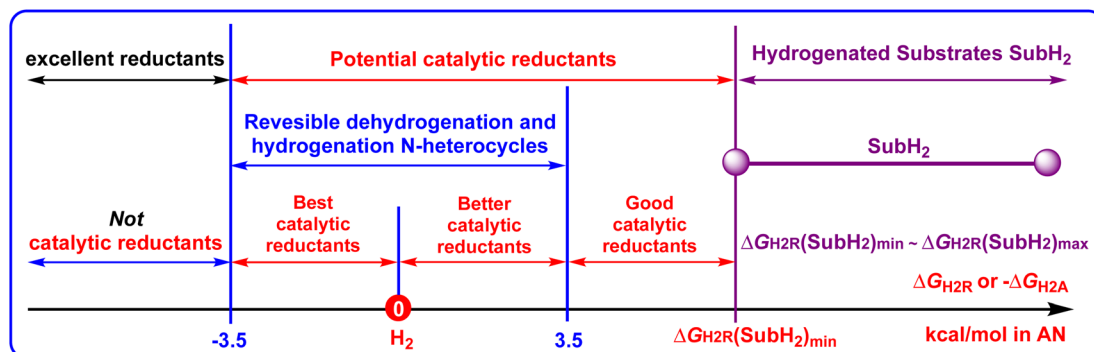 excellent reductants
Potential catalytic reductants
Hydrogenated Substrates SubH2
Revesible dehydrogenation and
hydrogenation N-heterocycles
SubH2
Not
catalytic reductants
Best
catalytic
reductants
Better
catalytic
reductants
Good
catalytic
reductants
ΔGH2R(SubH2)min ~ ΔGH2R(SubH2)max
ΔGH2R or -ΔGH2A
0
-3.5
H2
3.5
ΔGH2R(SubH2)min
kcal/mol in AN